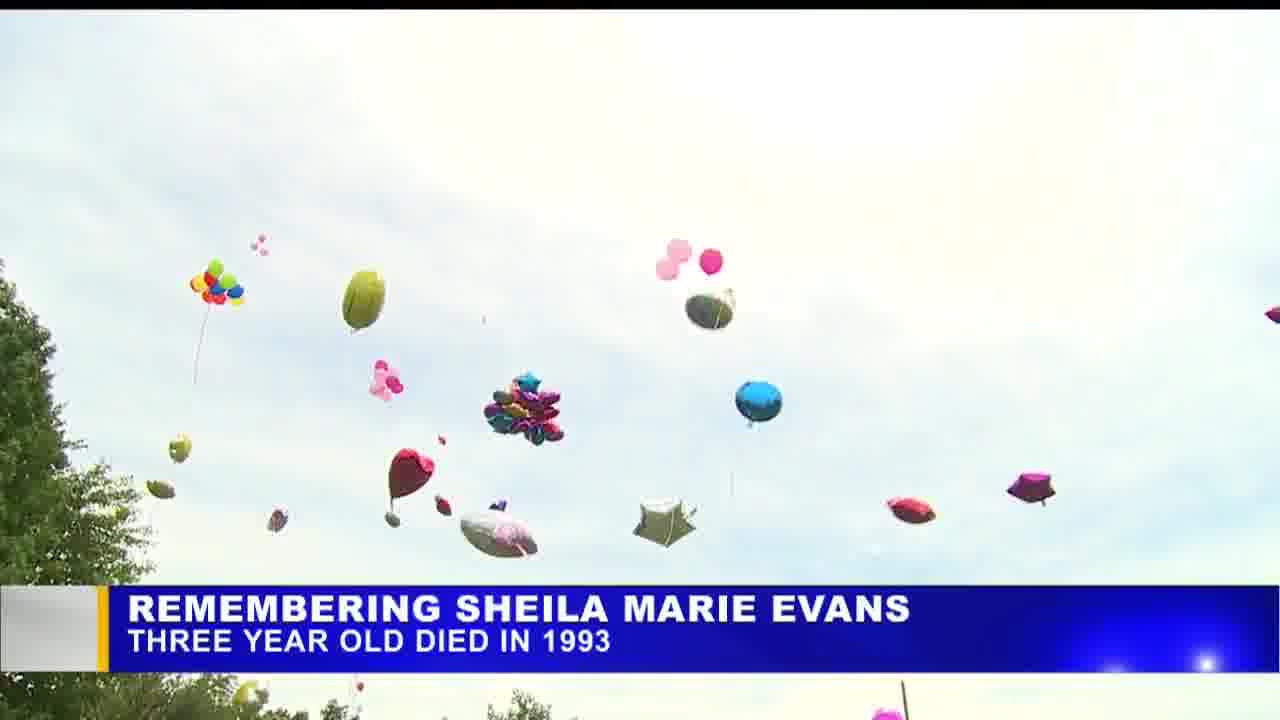 REMEMBERING SHEILA MARIE EVANS
THREE YEAR OLD DIED IN 1993